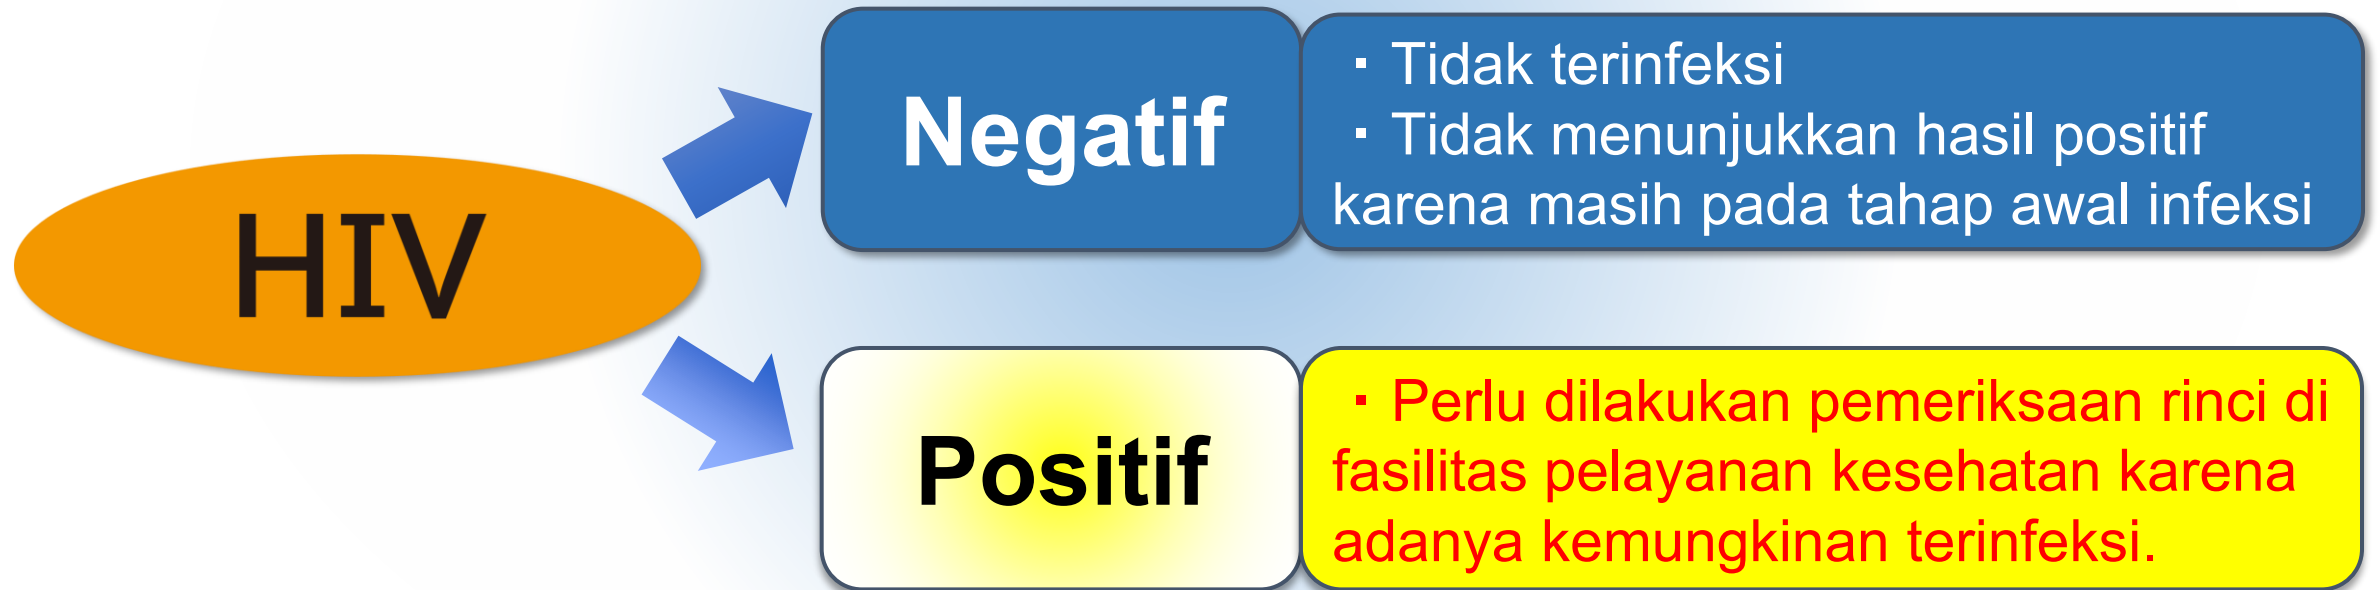 HIV
Negatif
・Tidak terinfeksi
・Tidak menunjukkan hasil positif
karena masih pada tahap awal infeksi
Positif
・Perlu dilakukan pemeriksaan rinci di
fasilitas pelayanan kesehatan karena
adanya kemungkinan terinfeksi.